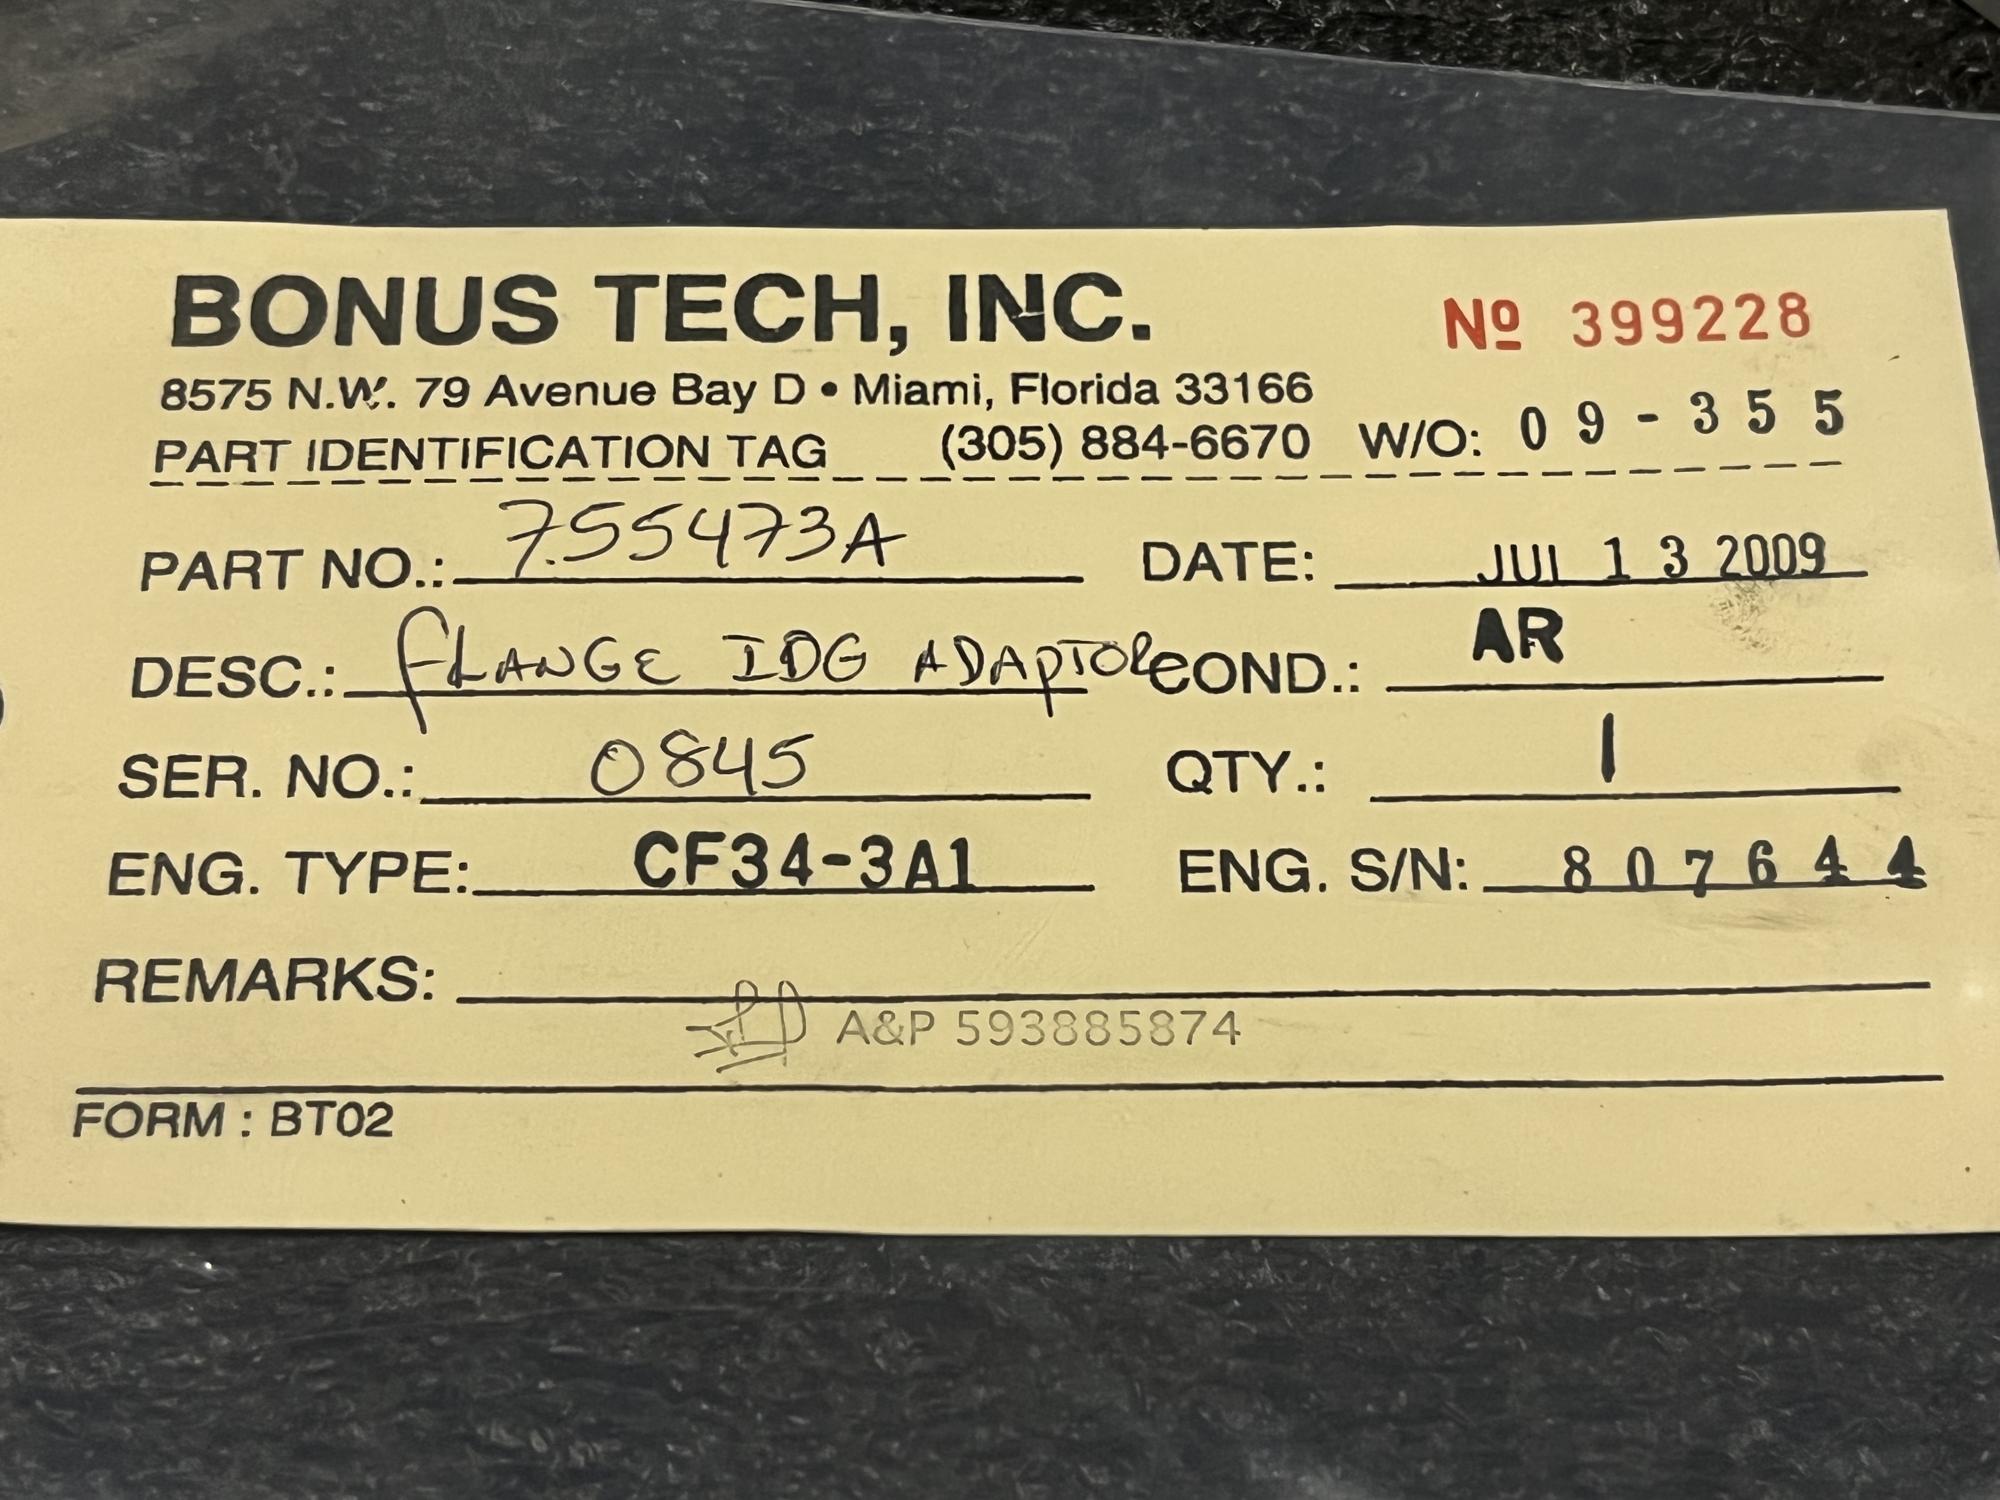 BONUS TECH, INC.
Nº 399228
8575 N.W. 79 Avenue Bay D • Miami, Florida 33166
PART IDENTIFICATION TAG (305) 884-6670 W/O: 09-355
PART NO.: 755473A DATE: JUL 13 2009
DESC.: FLANGE IDG ADAPTOR COND.: AR
SER. NO.: 0845 QTY.: 1
ENG. TYPE: CF34-3A1 ENG. S/N: 807644
REMARKS:
A&P 593885874
FORM : BT02